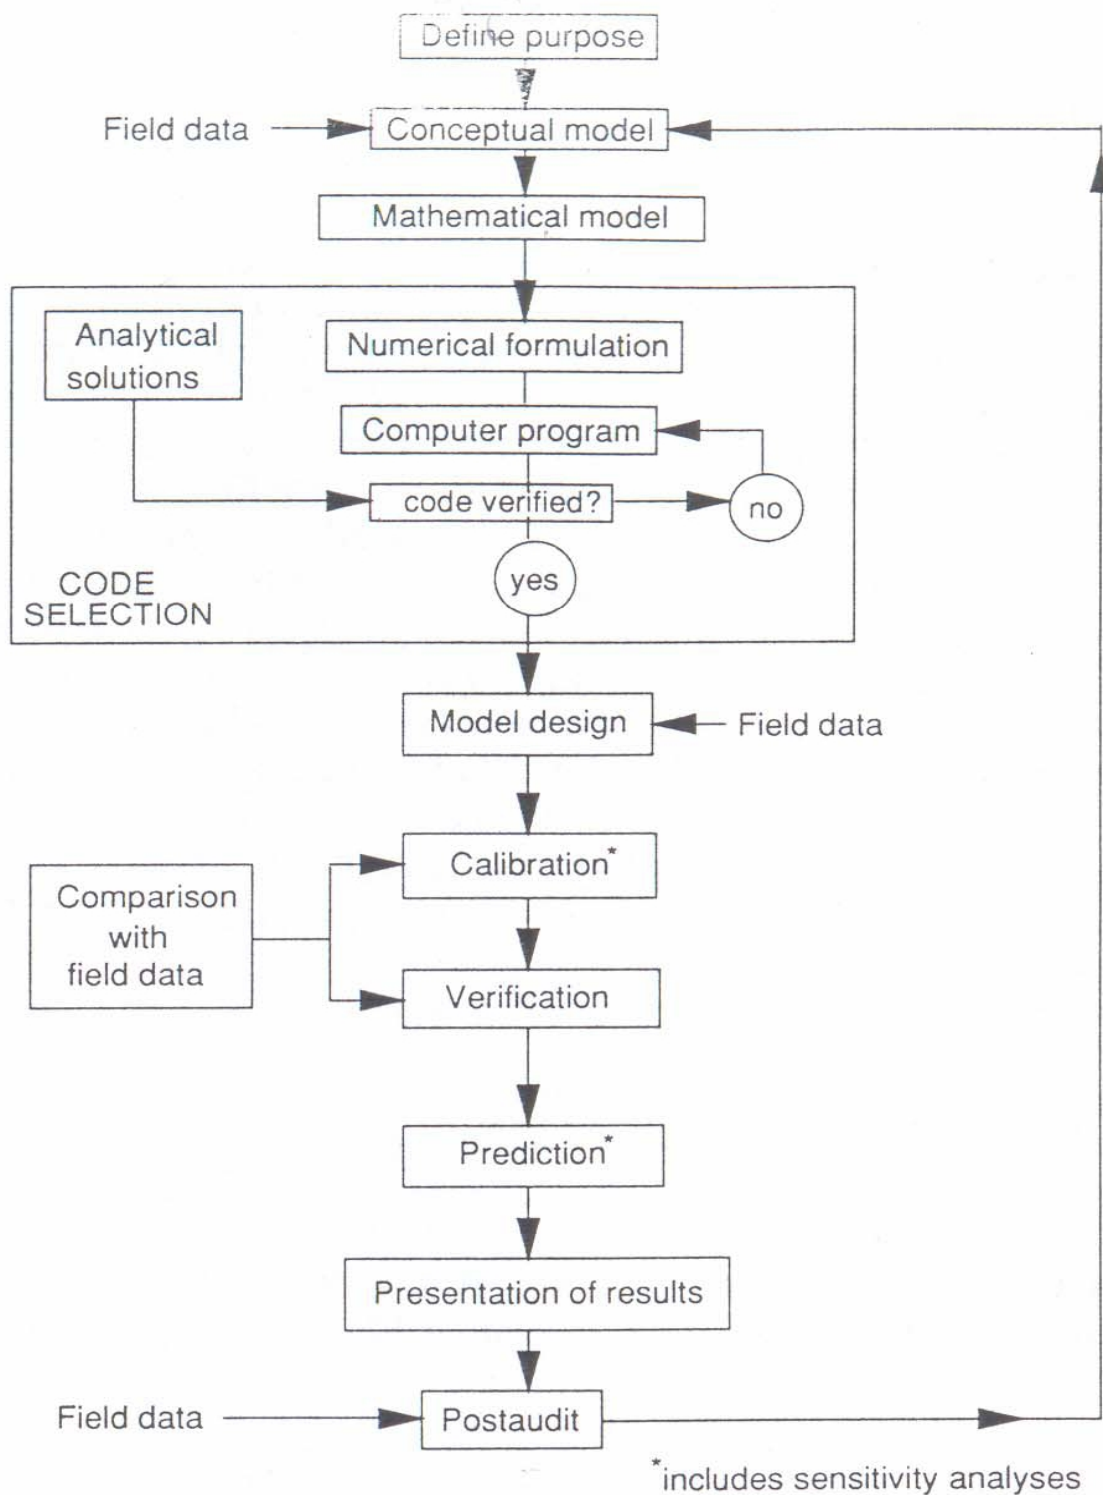 Define purpose
Field data
Conceptual model
Mathematical model
Analytical
solutions
Numerical formulation
Computer program
code verified?
no
yes
CODE
SELECTION
Model design
Field data
Calibration*
Comparison
with
field data
Verification
Prediction*
Presentation of results
Field data
Postaudit
*includes sensitivity analyses